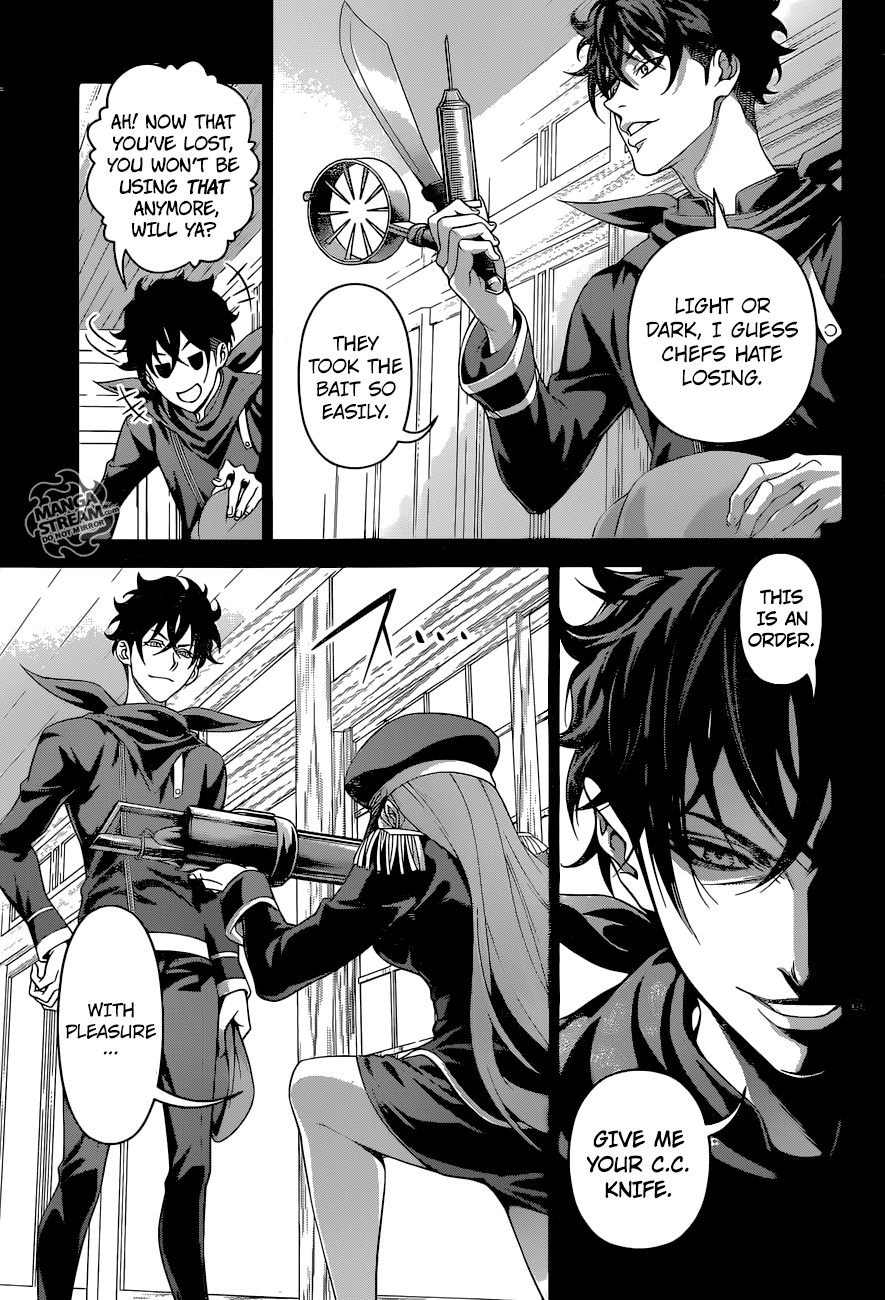 LIGHT OR
DARK, I GUESS
CHEFS HATE
LOSING.
THEY
TOOK THE
BAIT SO
EASILY.
AH! NOW THAT
YOU'VE LOST,
YOU WON'T BE
USING THAT
ANYMORE,
WILL YA?
MANGA
STREAM.com
DO NOT MIRROR
THIS
IS AN
ORDER.
GIVE ME
YOUR C.C.
KNIFE.
WITH
PLEASURE
...